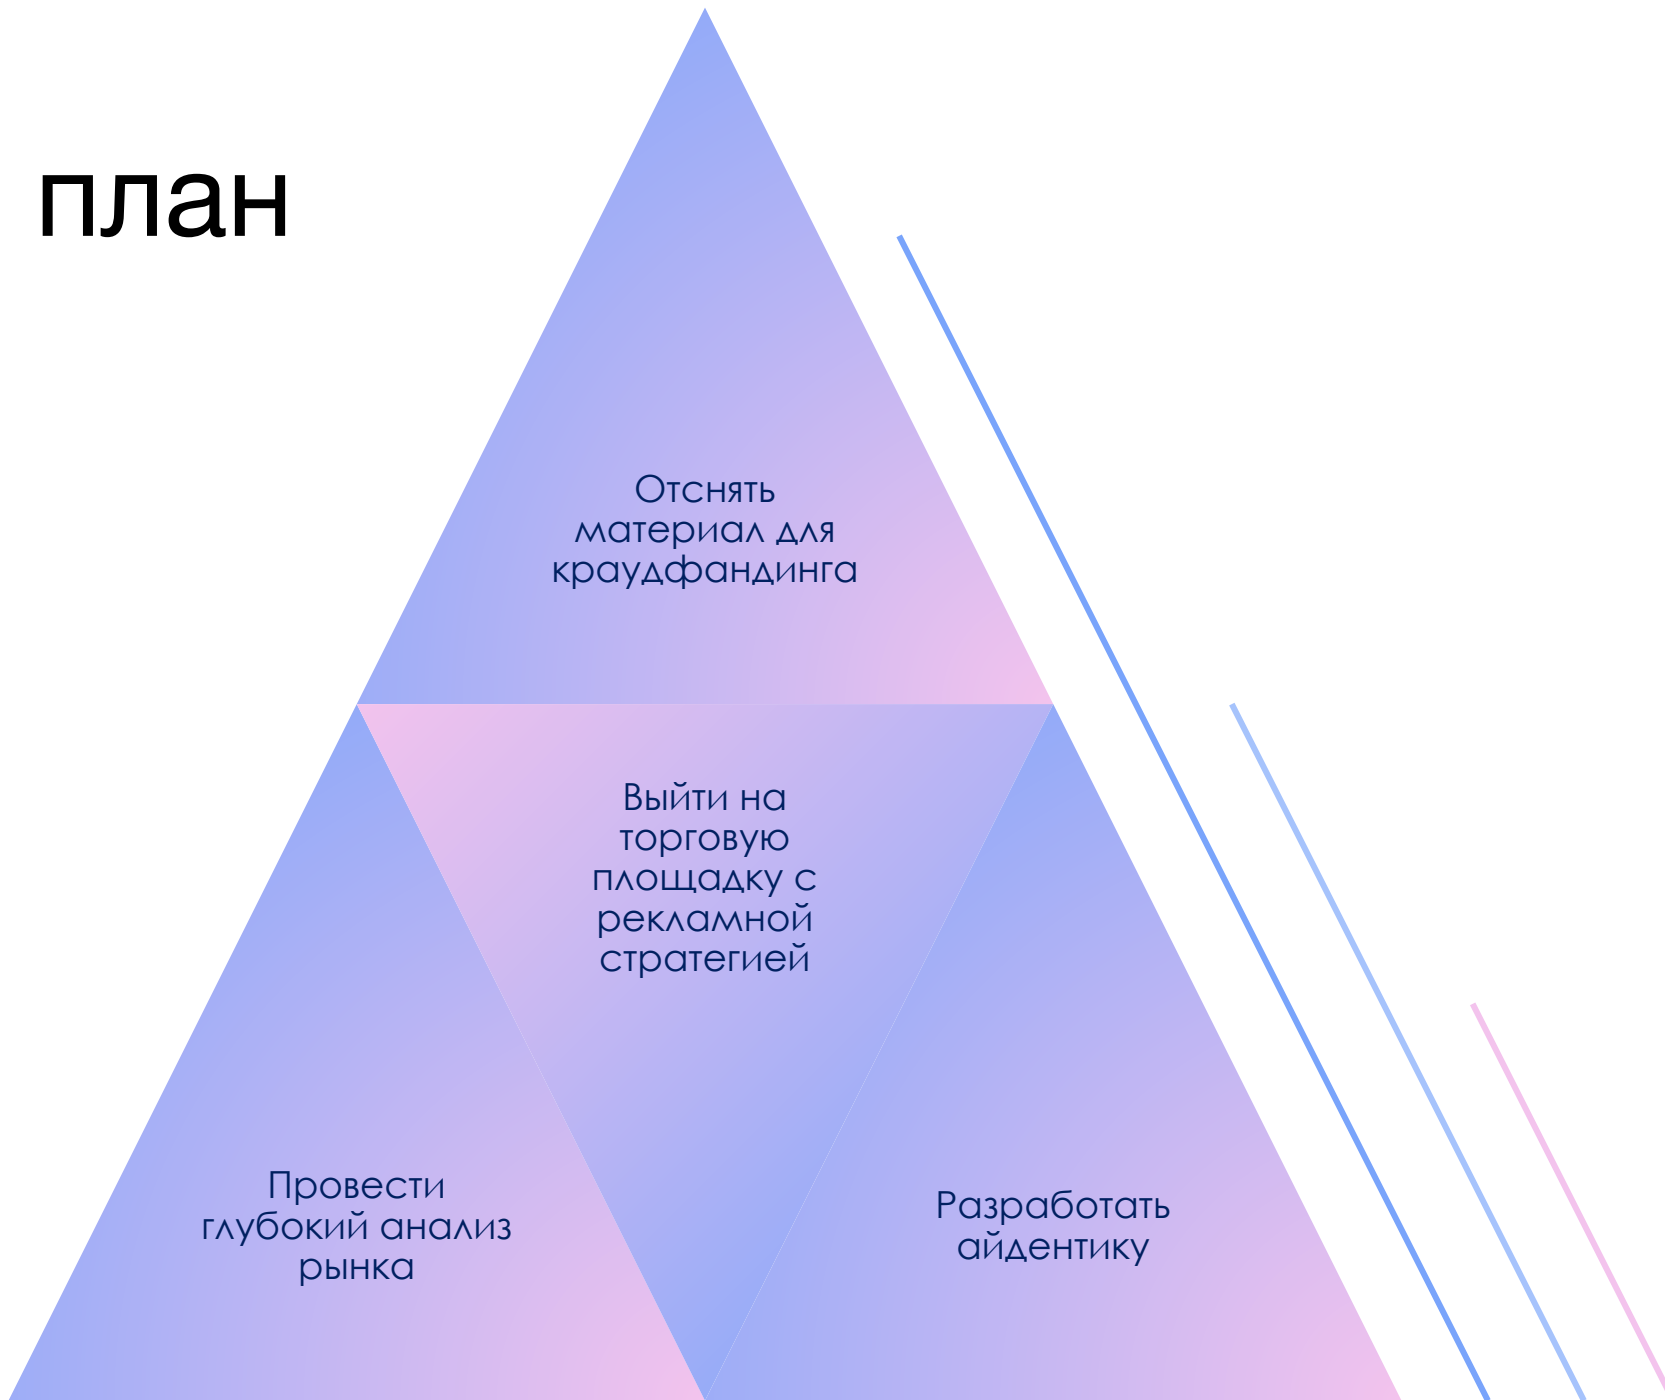 план
Отснять
материал для
краудфандинга
Выйти на
торговую
площадку с
рекламной
стратегией
Провести
глубокий анализ
рынка
Разработать
айдентику